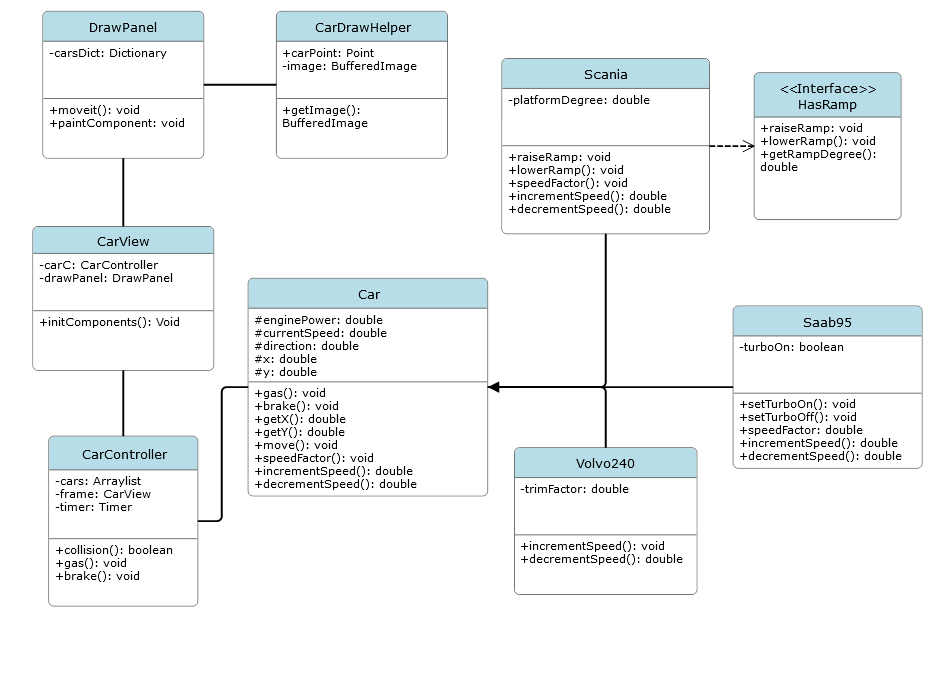 DrawPanel
-carsDict: Dictionary
+moveit(): void
+paintComponent: void
CarDrawHelper
+carPoint: Point
-image: BufferedImage
+getImage():
BufferedImage
Scania
-platformDegree: double
+raiseRamp: void
+lowerRamp(): void
+speedFactor(): void
+incrementSpeed(): double
+decrementSpeed(): double
<<Interface>>
HasRamp
+raiseRamp: void
+lowerRamp(): void
+getRampDegree():
double
CarView
-carC: CarController
-drawPanel: DrawPanel
+initComponents(): Void
Car
#enginePower: double
#currentSpeed: double
#direction: double
#x: double
#y: double
+gas(): void
+brake(): void
+getX(): double
+getY(): double
+move(): void
+speedFactor(): void
+incrementSpeed(): double
+decrementSpeed(): double
Saab95
-turboOn: boolean
+setTurboOn(): void
+setTurboOff(): void
+speedFactor: double
+incrementSpeed(): double
+decrementSpeed(): double
CarController
-cars: Arraylist
-frame: CarView
-timer: Timer
+collision(): boolean
+gas(): void
+brake(): void
Volvo240
-trimFactor: double
+incrementSpeed(): void
+decrementSpeed(): double